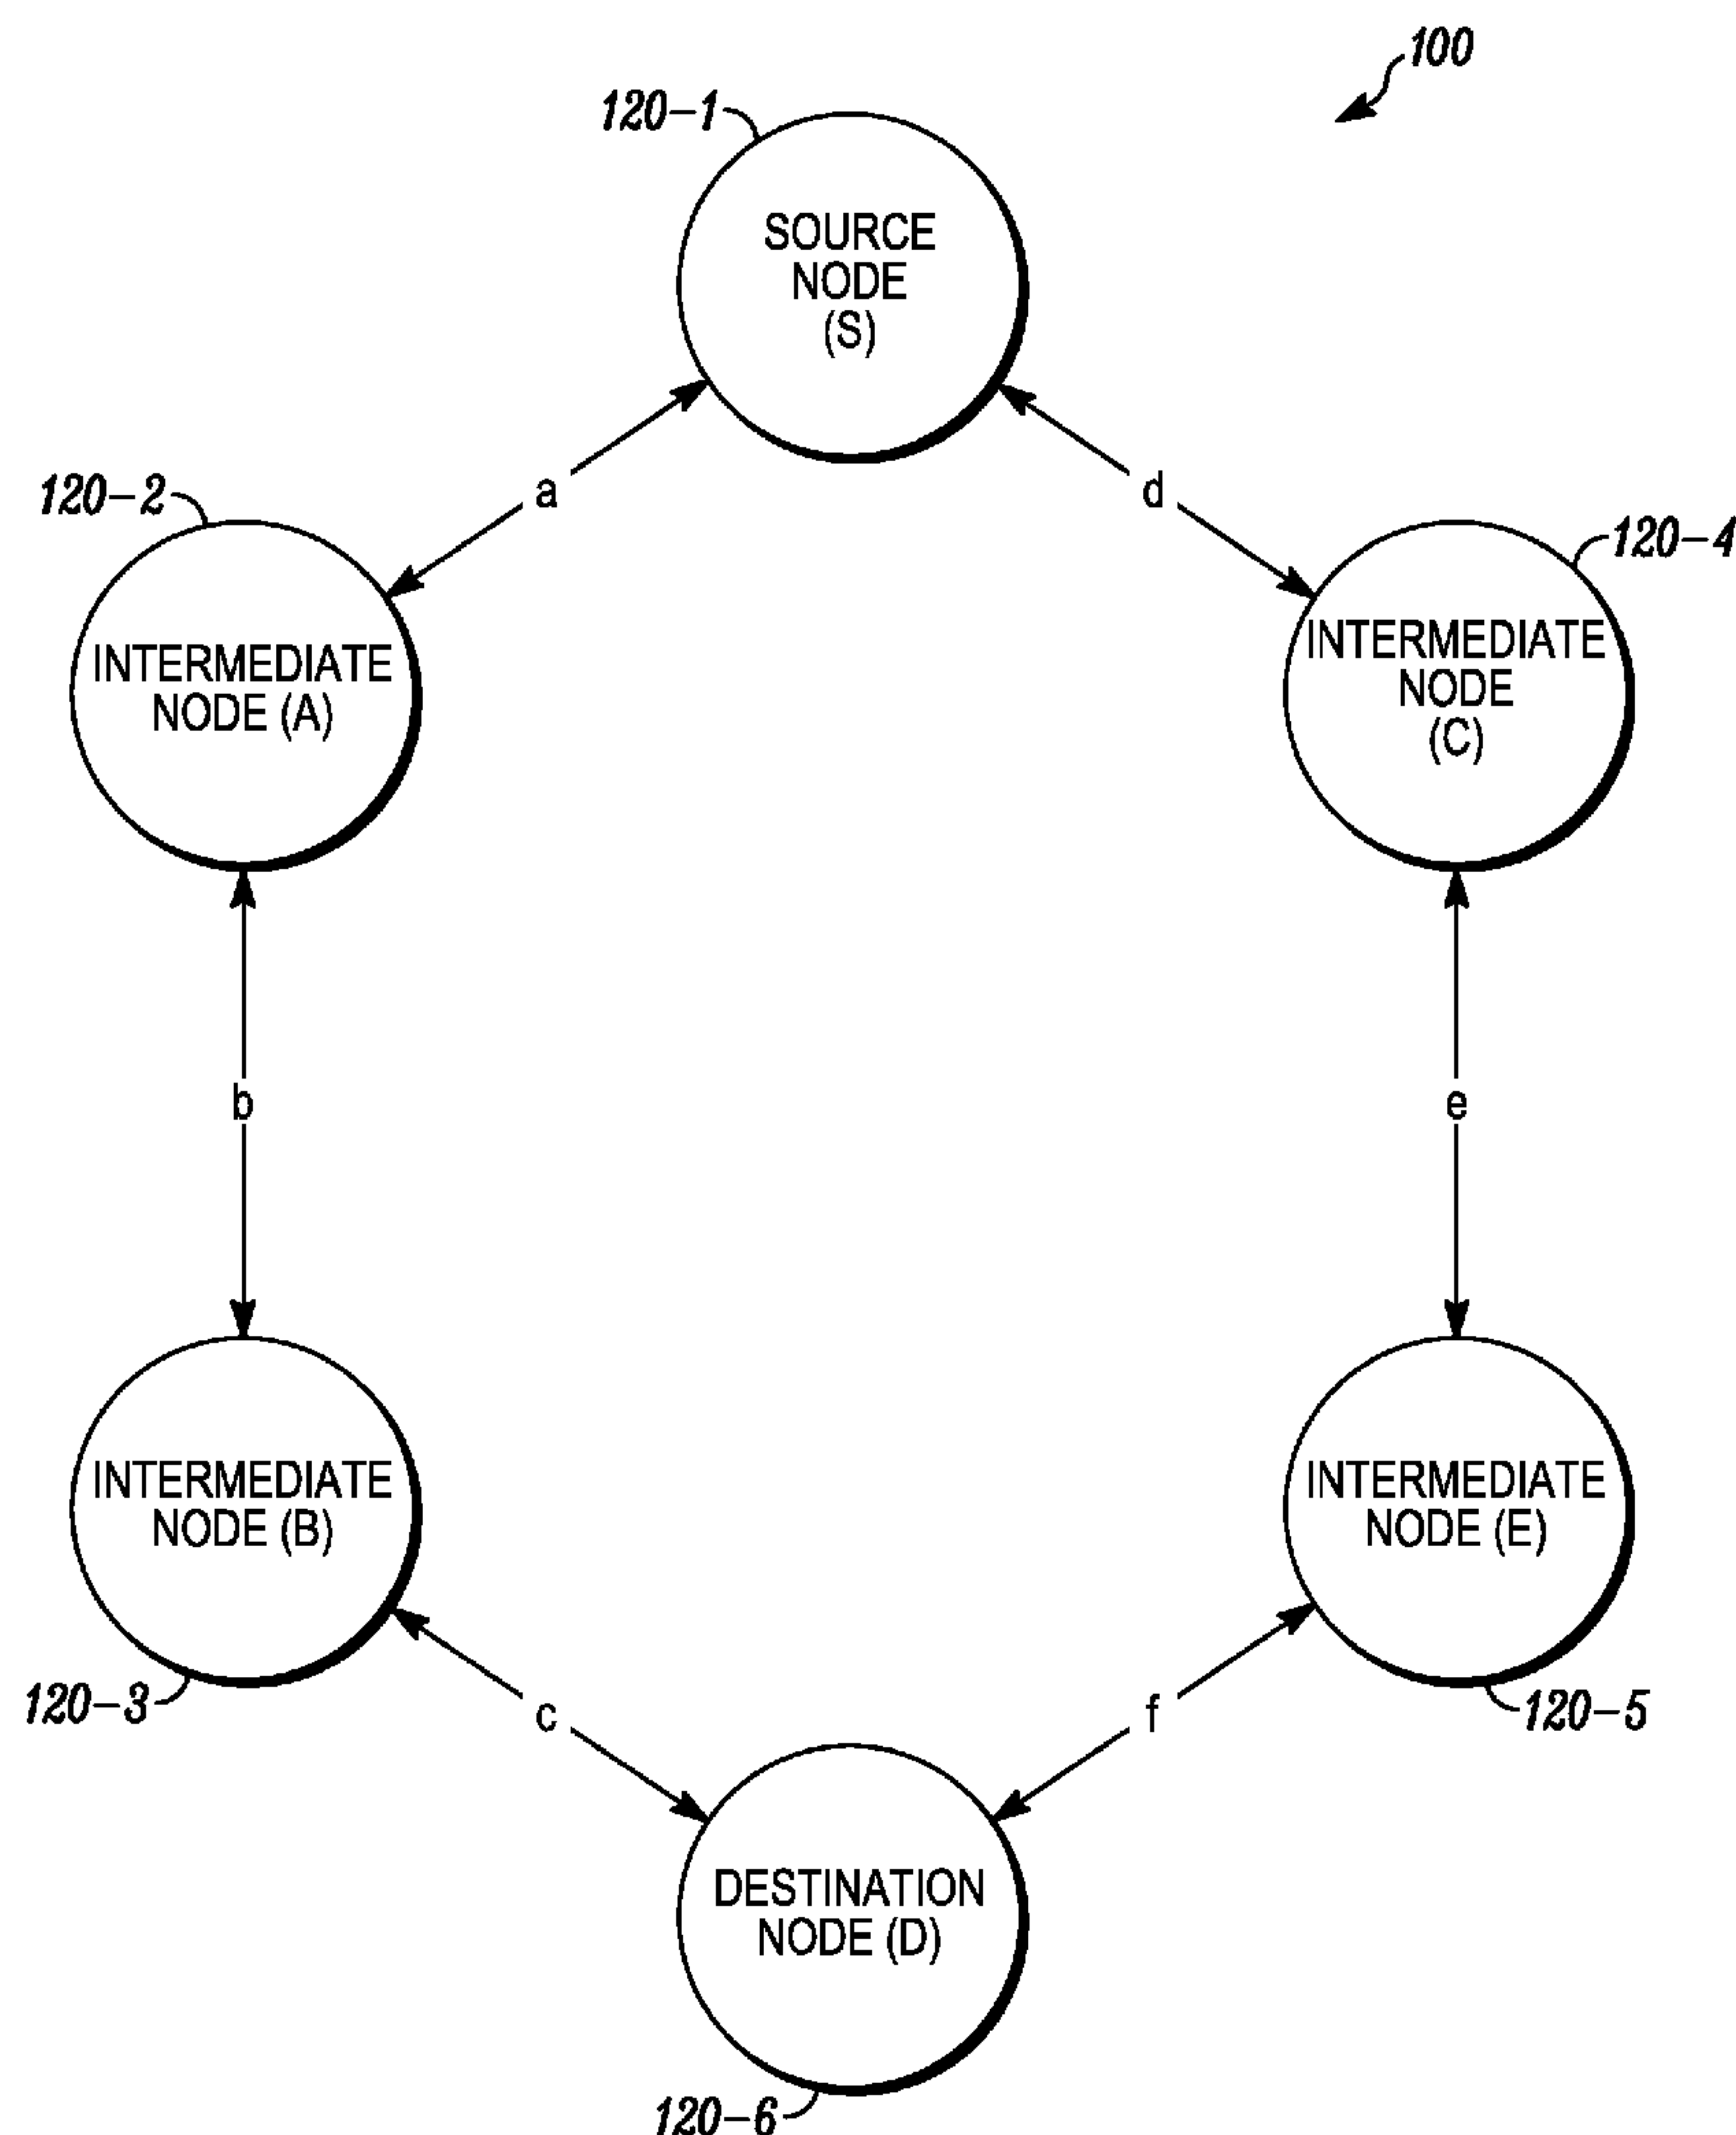 100
120-1
SOURCE
NODE
(S)
a
d
120-2
120-4
INTERMEDIATE
NODE (A)
INTERMEDIATE
NODE
(C)
b
e
INTERMEDIATE
NODE (B)
INTERMEDIATE
NODE (E)
120-3
120-5
c
f
DESTINATION
NODE (D)
120-6